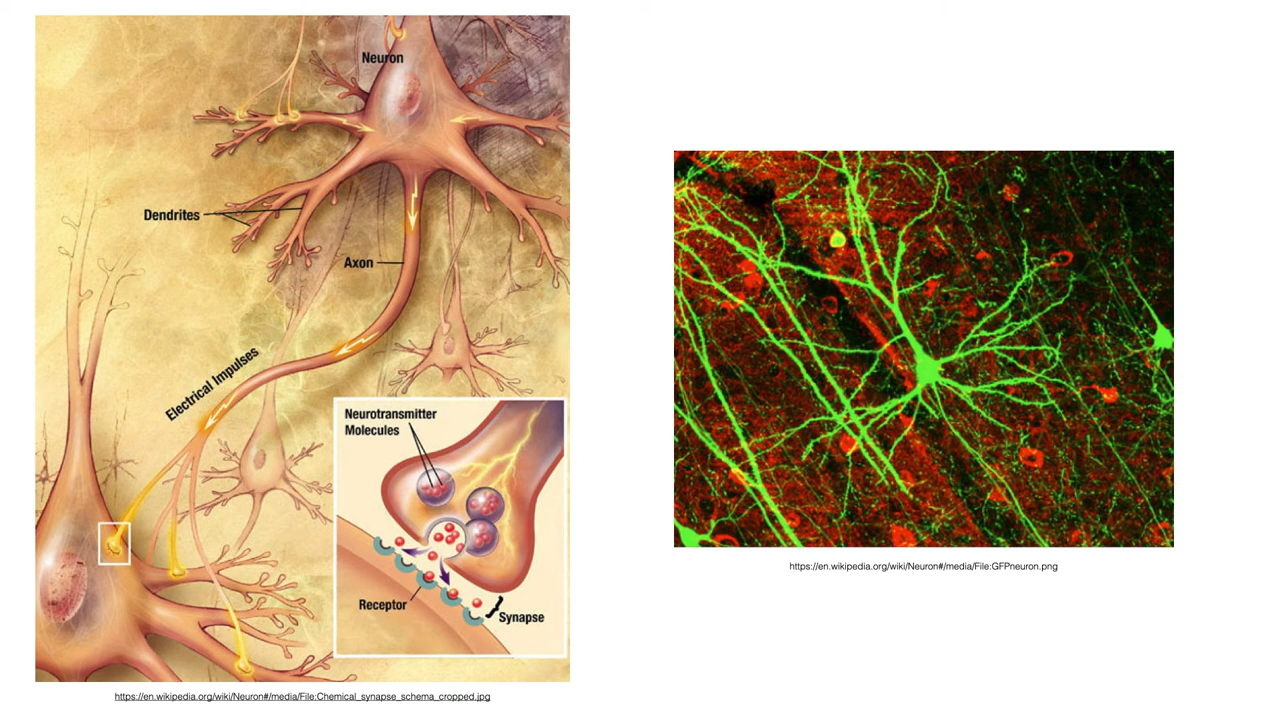 Neuron
Dendrites
Axon
Electrical Impulses
Neurotransmitter
Molecules
Receptor
Synapse
https://en.wikipedia.org/wiki/Neuron#/media/File:Chemical_synapse_schema_cropped.jpg
https://en.wikipedia.org/wiki/Neuron#/media/File:GFPneuron.png